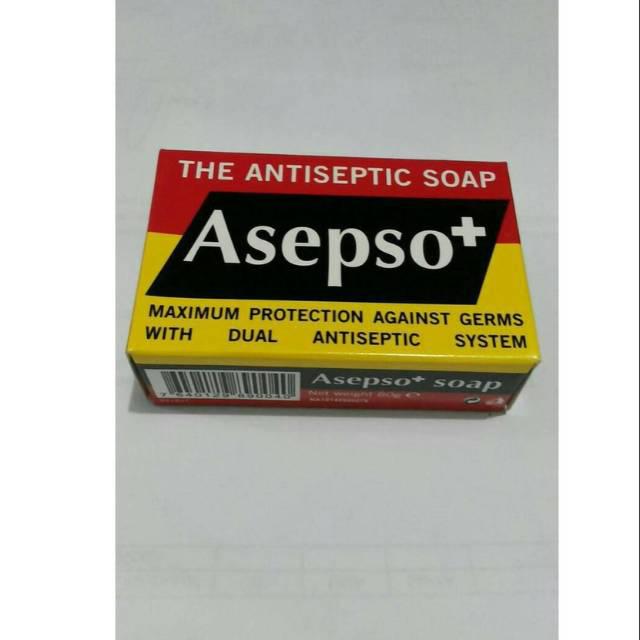 THE ANTISEPTIC SOAP
Asepso+
MAXIMUM PROTECTION AGAINST GERMS
WITH DUAL ANTISEPTIC SYSTEM
Asepso+ soap
Net weight 80g ℮